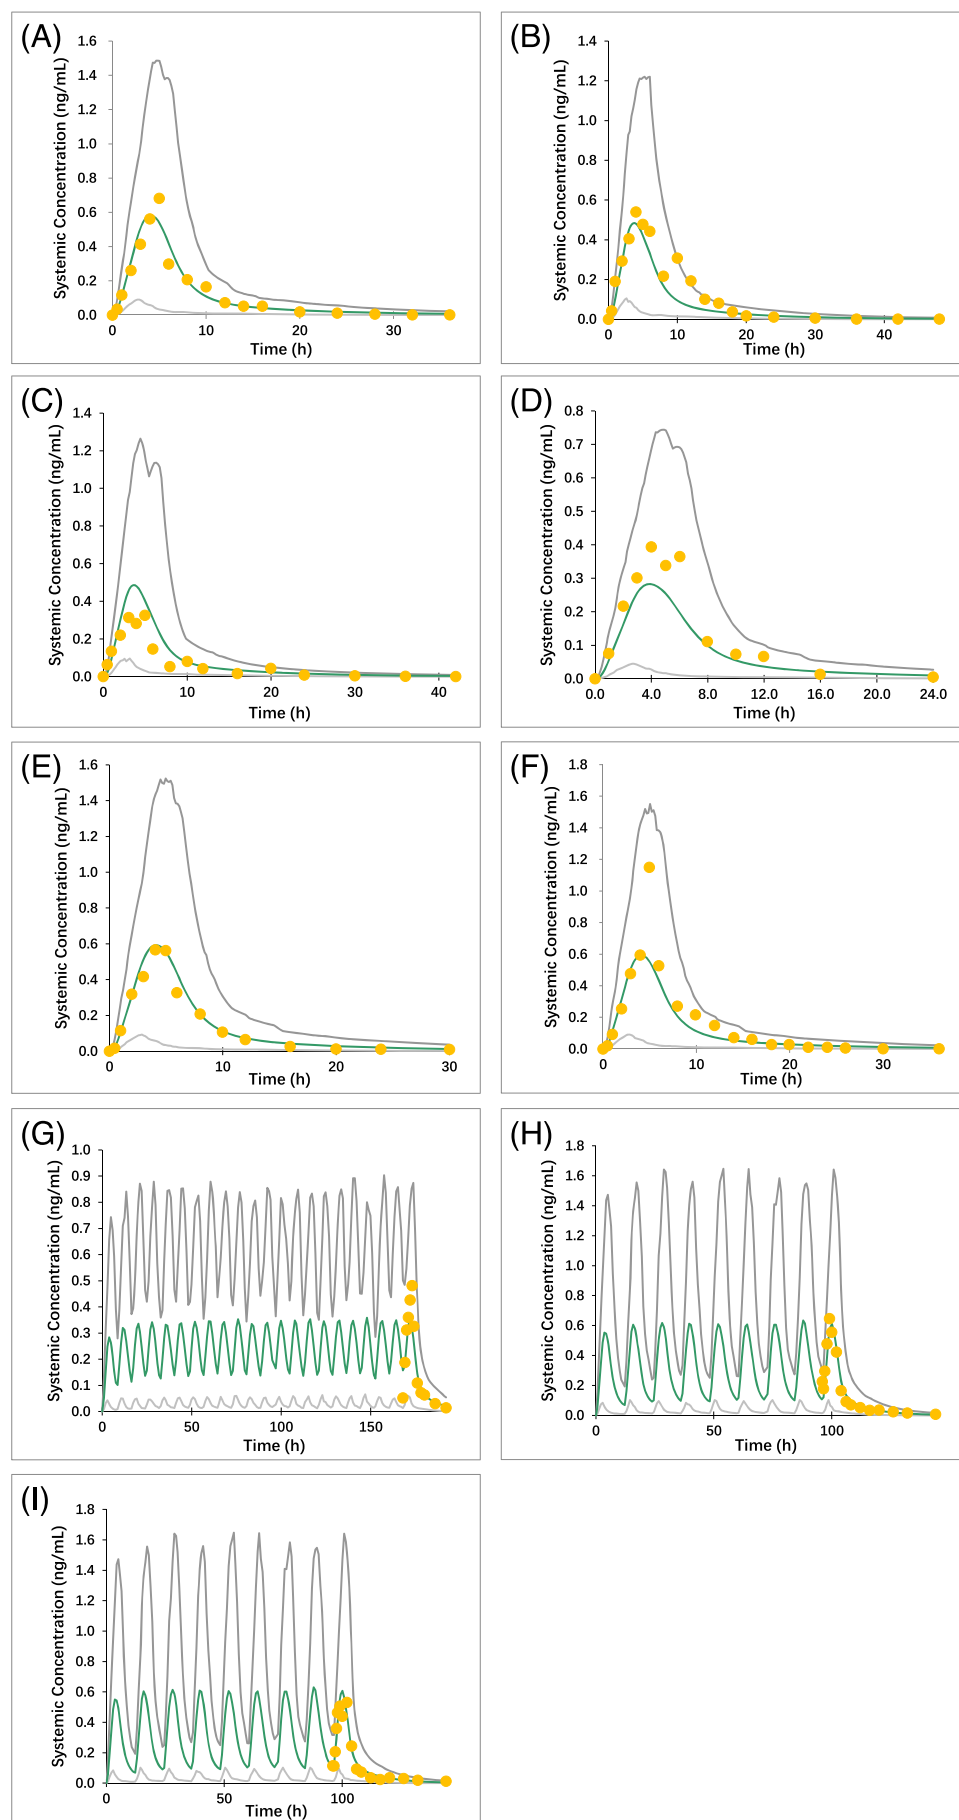 (A)
Systemic Concentration (ng/mL)
1.6
1.4
1.2
1.0
0.8
0.6
0.4
0.2
0.0
0 10 20 30
Time (h)
(B)
Systemic Concentration (ng/mL)
1.4
1.2
1.0
0.8
0.6
0.4
0.2
0.0
0 10 20 30 40
Time (h)
(C)
Systemic Concentration (ng/mL)
1.4
1.2
1.0
0.8
0.6
0.4
0.2
0.0
0 10 20 30 40
Time (h)
(D)
Systemic Concentration (ng/mL)
0.8
0.7
0.6
0.5
0.4
0.3
0.2
0.1
0.0
0.0 4.0 8.0 12.0 16.0 20.0 24.0
Time (h)
(E)
Systemic Concentration (ng/mL)
1.6
1.4
1.2
1.0
0.8
0.6
0.4
0.2
0.0
0 10 20 30
Time (h)
(F)
Systemic Concentration (ng/mL)
1.8
1.6
1.4
1.2
1.0
0.8
0.6
0.4
0.2
0.0
0 10 20 30
Time (h)
(G)
Systemic Concentration (ng/mL)
1.0
0.9
0.8
0.7
0.6
0.5
0.4
0.3
0.2
0.1
0.0
0 50 100 150
Time (h)
(H)
Systemic Concentration (ng/mL)
1.8
1.6
1.4
1.2
1.0
0.8
0.6
0.4
0.2
0.0
0 50 100
Time (h)
(I)
Systemic Concentration (ng/mL)
1.8
1.6
1.4
1.2
1.0
0.8
0.6
0.4
0.2
0.0
0 50 100
Time (h)